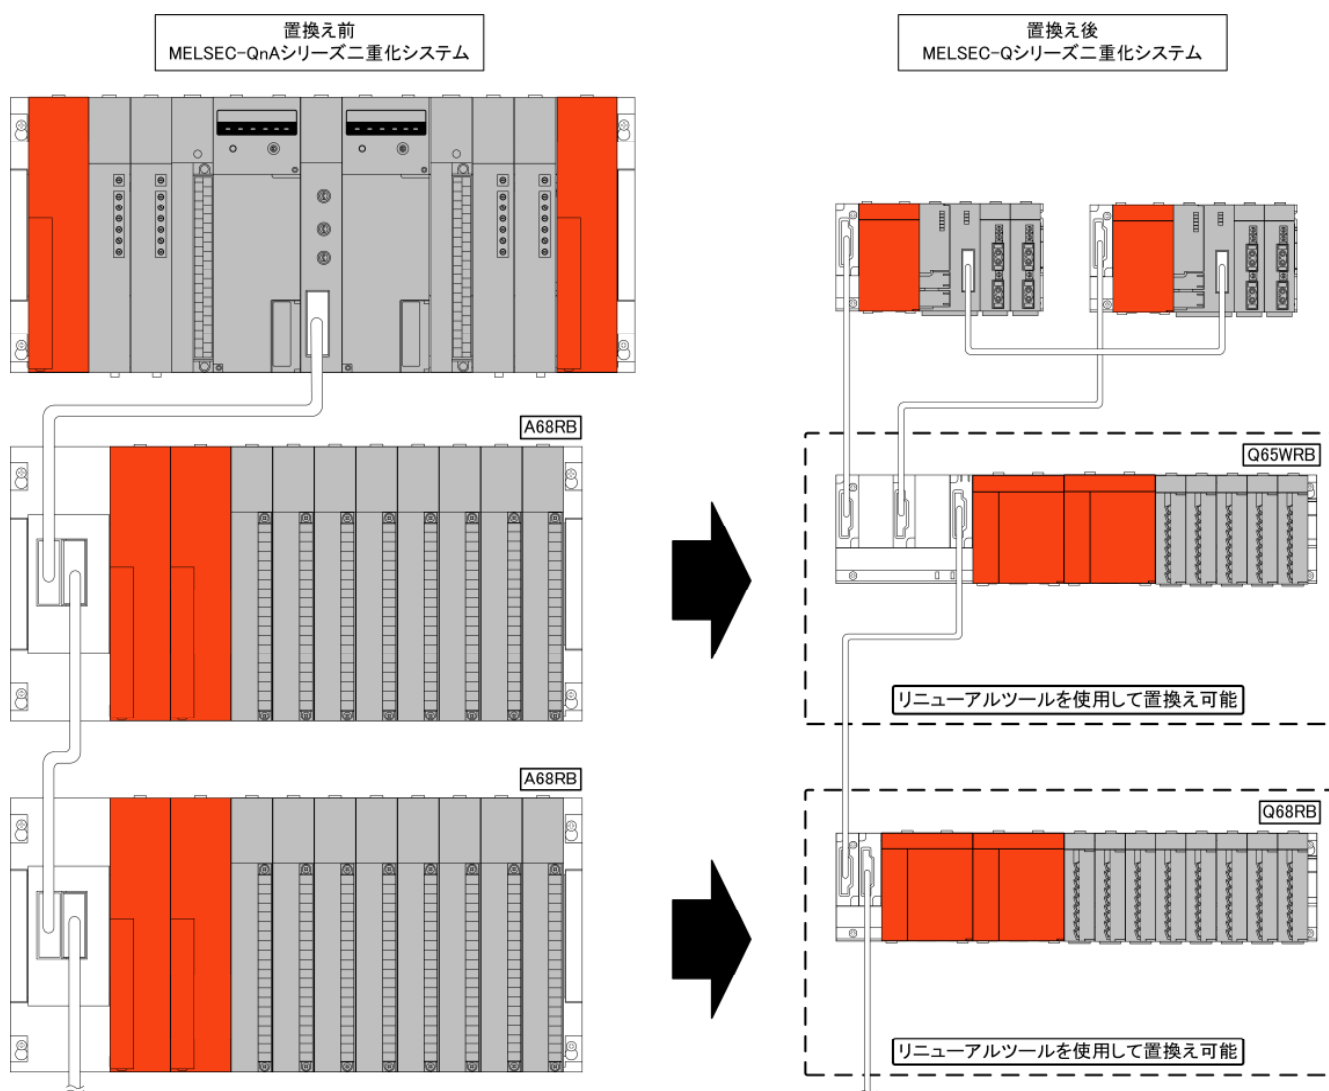 置換え前
MELSEC-QnAシリーズ二重化システム
置換え後
MELSEC-Qシリーズ二重化システム
A68RB
Q65WRB
リニューアルツールを使用して置換え可能
A68RB
Q68RB
リニューアルツールを使用して置換え可能